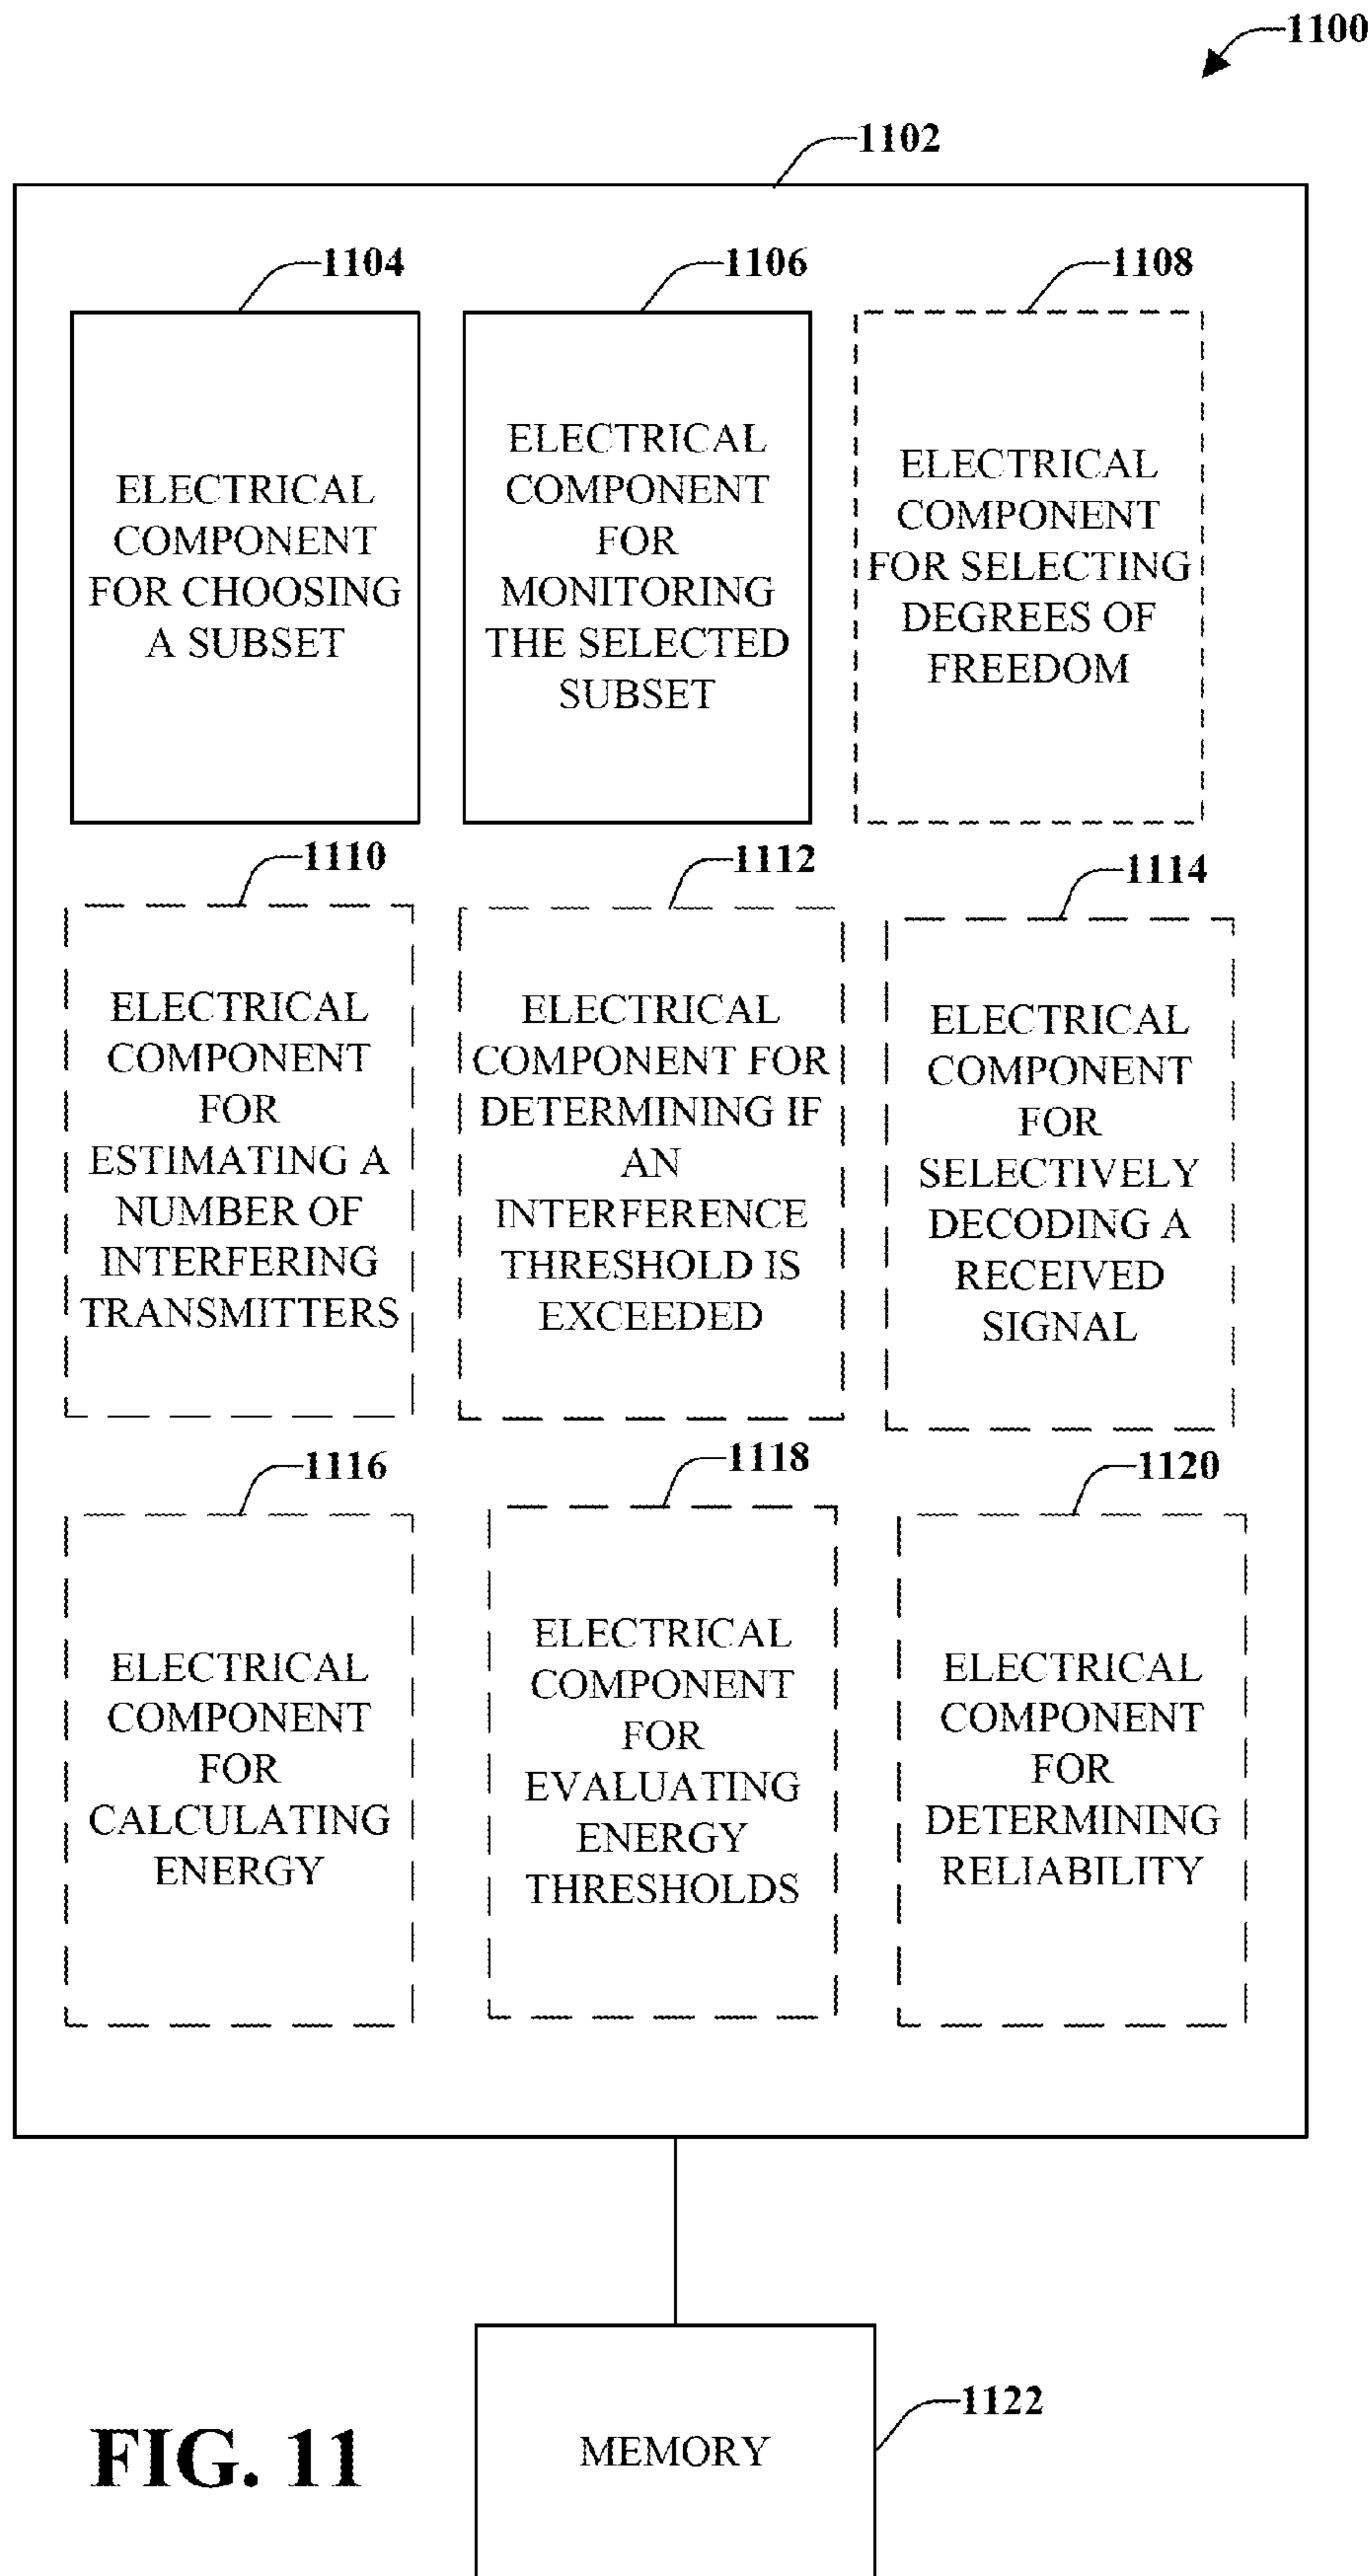 1100
1102
1104
ELECTRICAL
COMPONENT
FOR CHOOSING
A SUBSET
1106
ELECTRICAL
COMPONENT
FOR
MONITORING
THE SELECTED
SUBSET
1108
ELECTRICAL
COMPONENT
FOR SELECTING
DEGREES OF
FREEDOM
1110
ELECTRICAL
COMPONENT
FOR
ESTIMATING A
NUMBER OF
INTERFERING
TRANSMITTERS
1112
ELECTRICAL
COMPONENT FOR
DETERMINING IF
AN
INTERFERENCE
THRESHOLD IS
EXCEEDED
1114
ELECTRICAL
COMPONENT
FOR
SELECTIVELY
DECODING A
RECEIVED
SIGNAL
1116
ELECTRICAL
COMPONENT
FOR
CALCULATING
ENERGY
1118
ELECTRICAL
COMPONENT
FOR
EVALUATING
ENERGY
THRESHOLDS
1120
ELECTRICAL
COMPONENT
FOR
DETERMINING
RELIABILITY
1122
MEMORY
FIG. 11